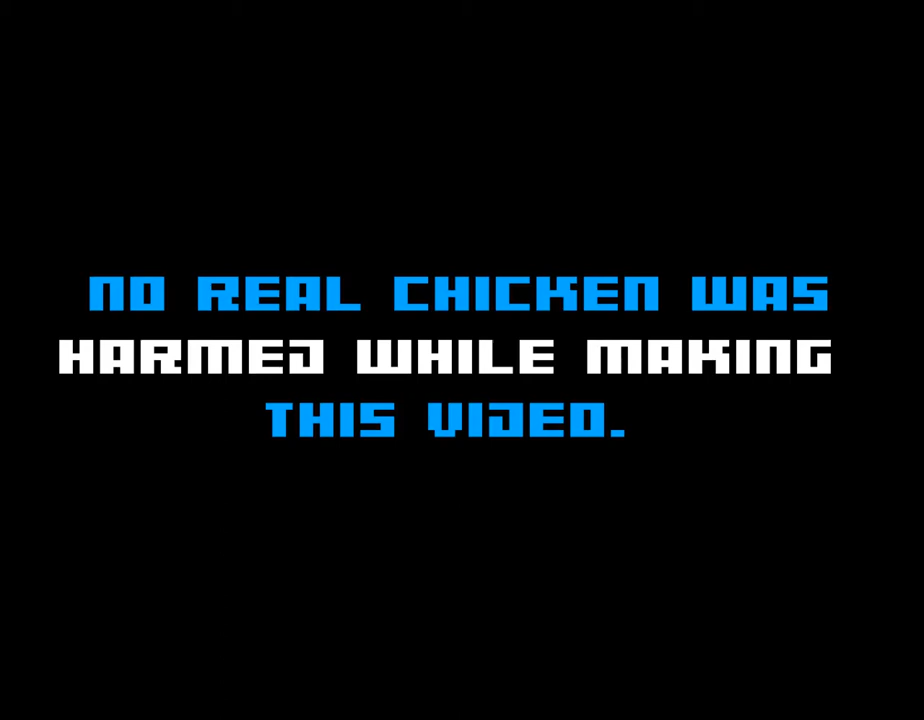 NO REAL CHICKEN WAS
HARMED WHILE MAKING
THIS VIDEO.